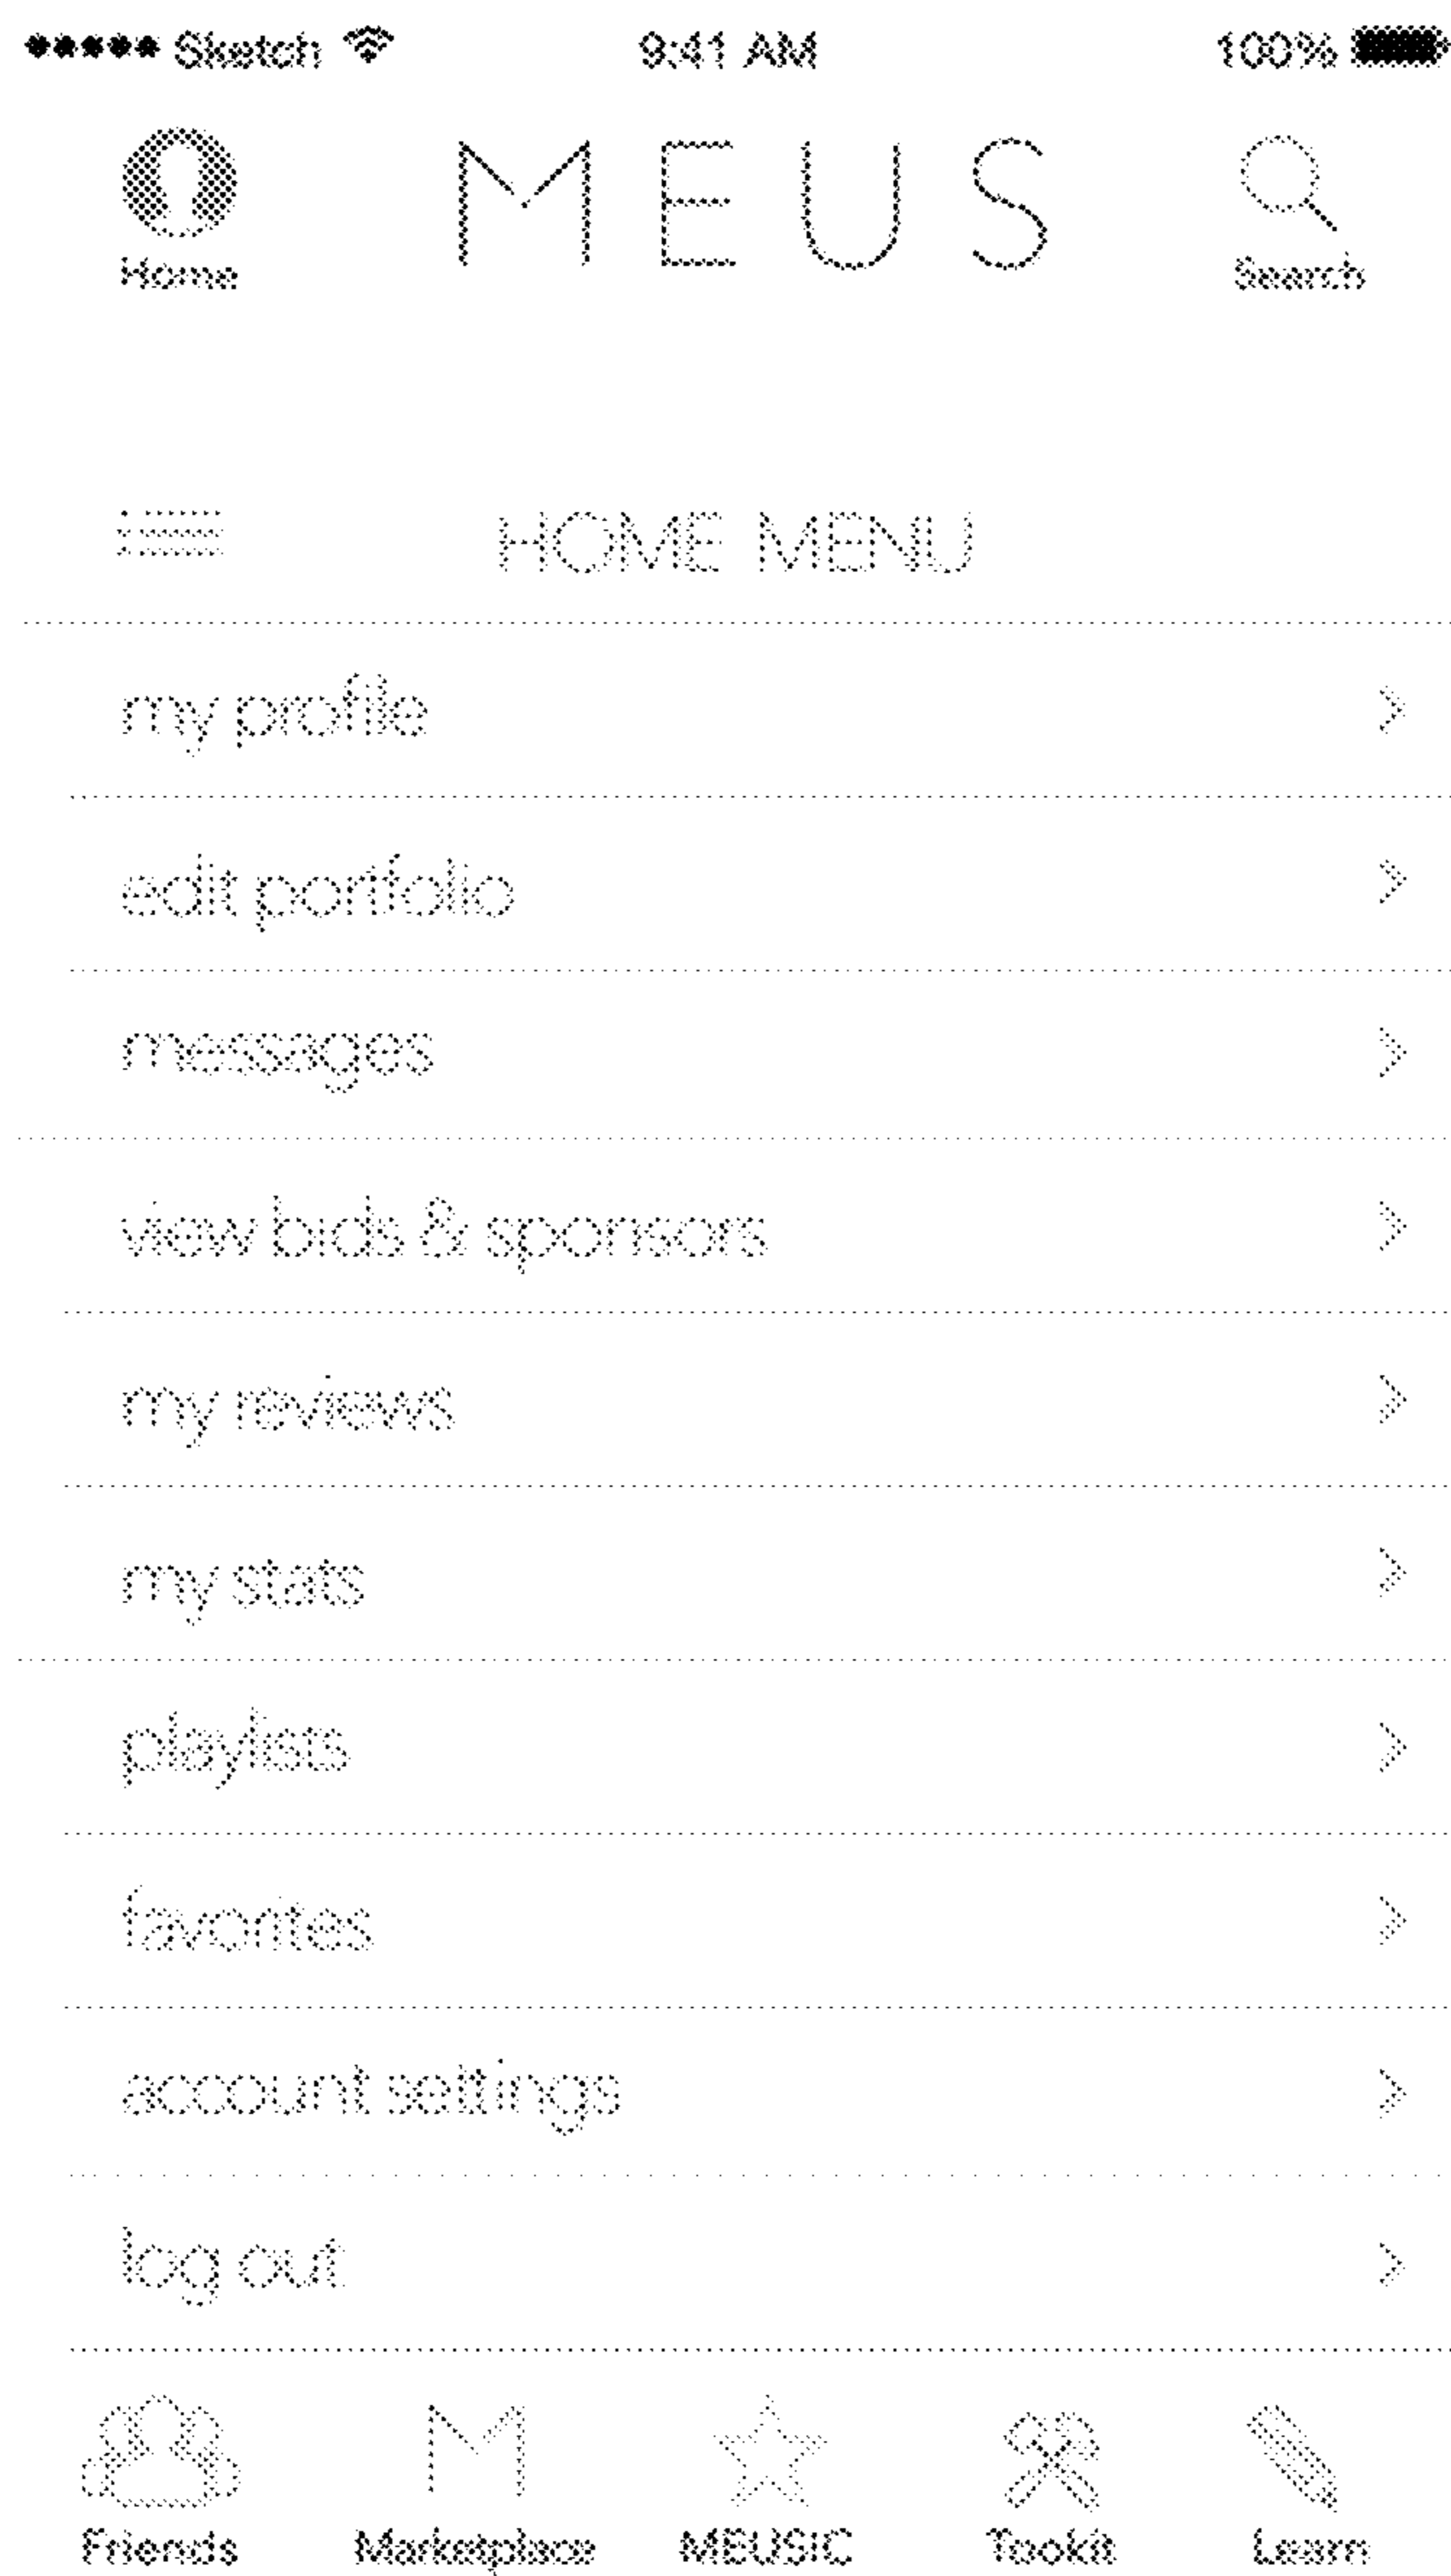 Sketch 9:41 AM 100%
MEUS
Home Search
HOME MENU
my profile
edit portfolio
messages
view bids & sponsors
my reviews
my stats
playlists
favorites
account settings
log out
Friends Marketplace MEUSIC Toolkit Learn